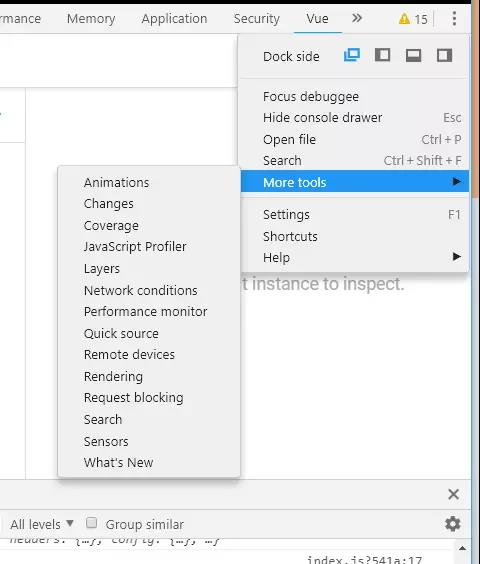 Memory Application Security Vue » 15
Dock side
Focus debuggee
Hide console drawer Esc
Open file Ctrl + P
Search Ctrl + Shift + F
More tools
Settings F1
Shortcuts
Help
Animations
Changes
Coverage
JavaScript Profiler
Layers
Network conditions
Performance monitor
Quick source
Remote devices
Rendering
Request blocking
Search
Sensors
What's New
t instance to inspect.
All levels ▼ Group similar
headers: {…}, config: {…}, …}
index.js?541a:17